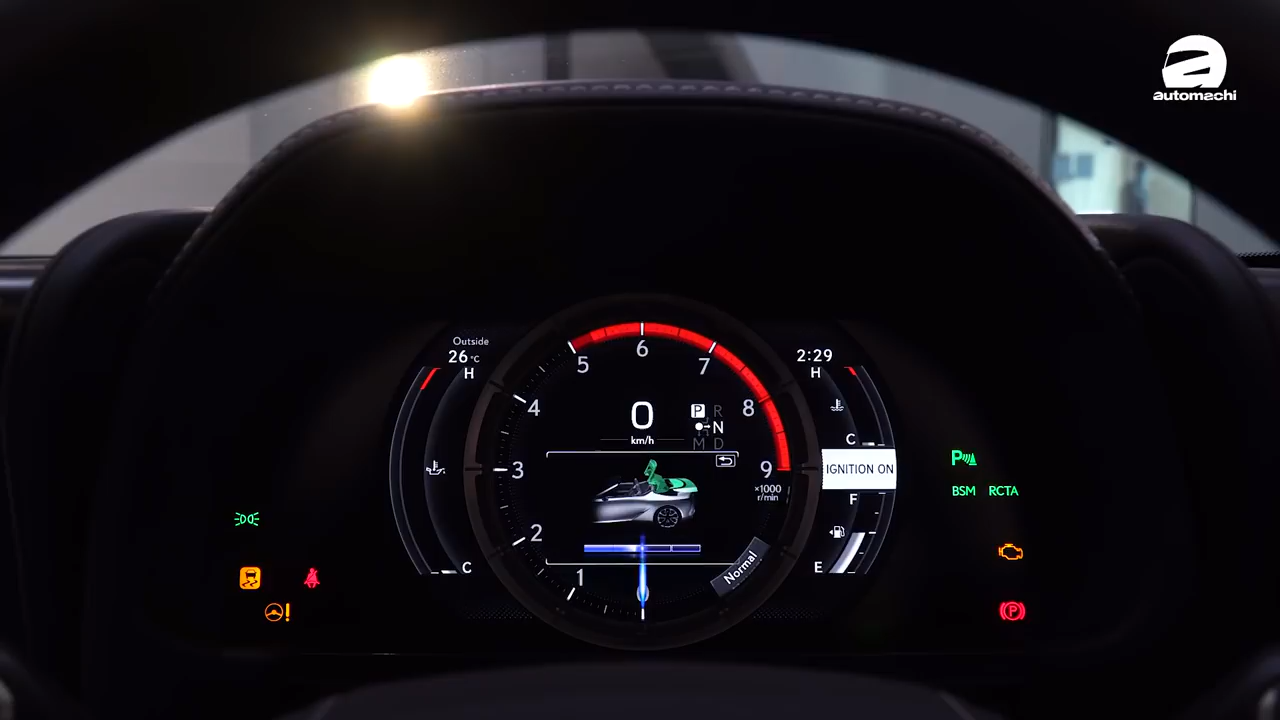 automachi
Outside
26°C
H
C
1
2
3
4
5
6
7
8
9
×1000
r/min
0
km/h
P R
N
M D
H
Normal
2:29
H
C
IGNITION ON
F
E
P
BSM RCTA
P